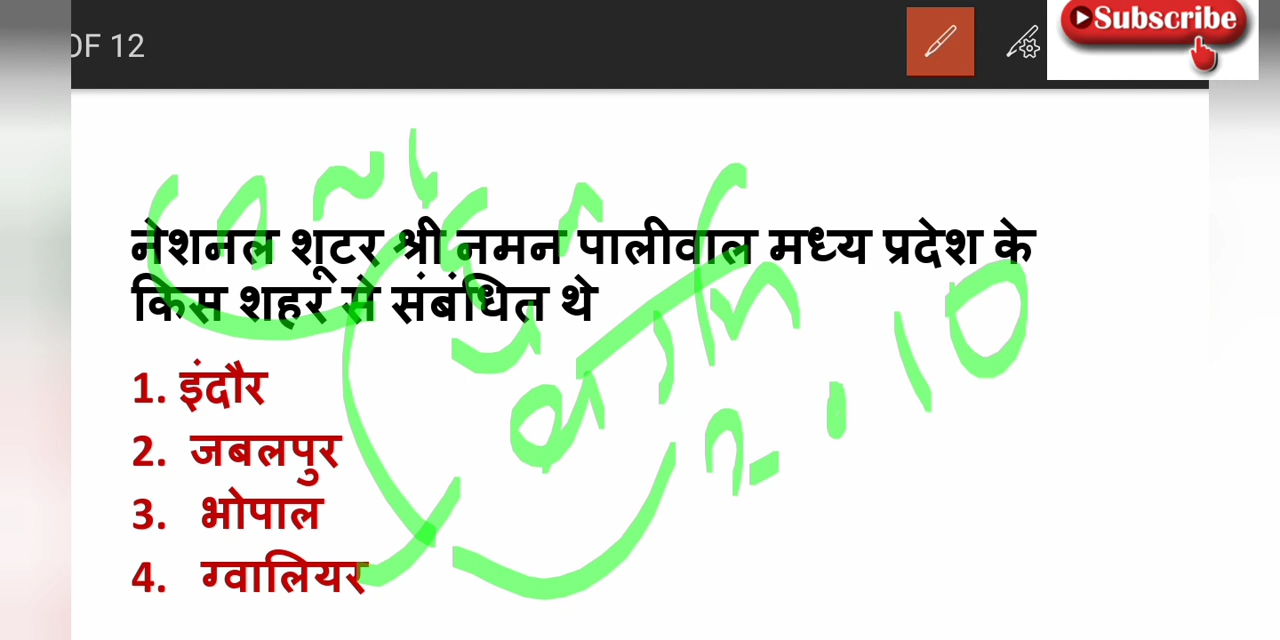 OF 12
Subscribe
नेशनल शूटर श्री नमन पालीवाल मध्य प्रदेश के
किस शहर से संबंधित थे
1. इंदौर
2. जबलपुर
3. भोपाल
4. ग्वालियर